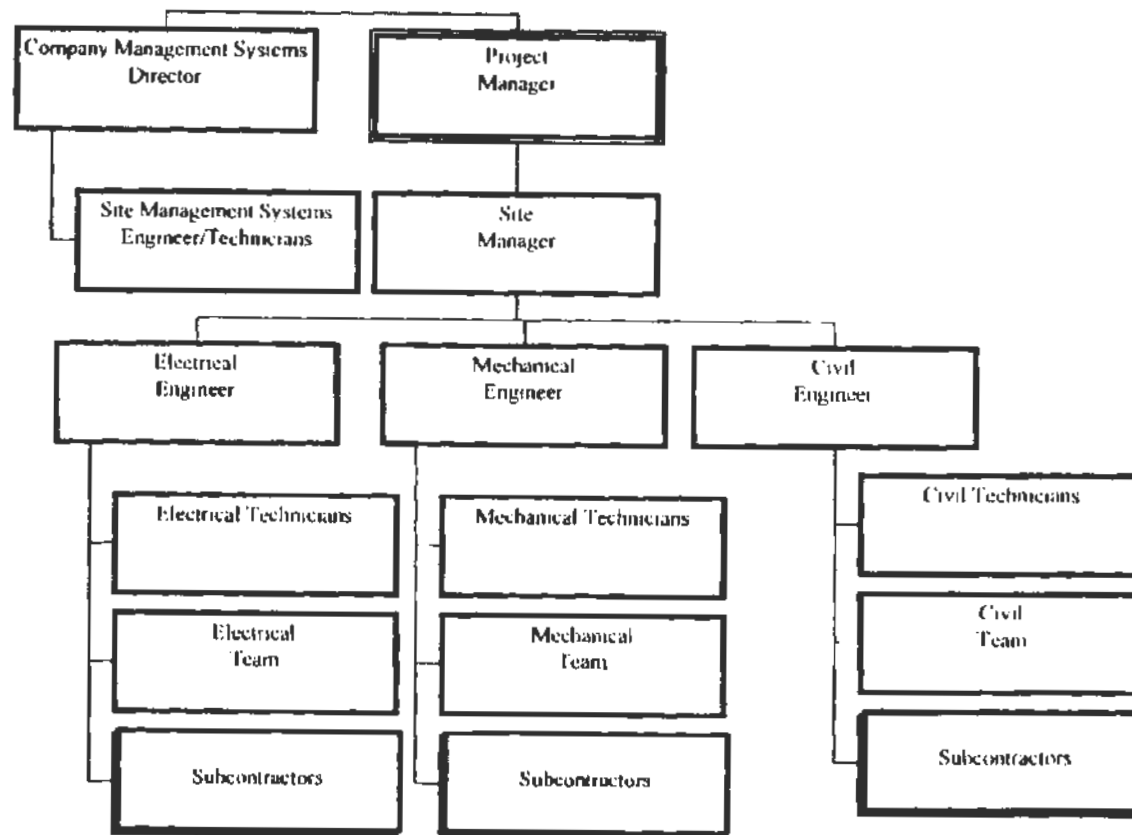 Company Management Systems
Director
Project
Manager
Site Management Systems
Engineer/Technicians
Site
Manager
Electrical
Engineer
Mechanical
Engineer
Civil
Engineer
Electrical Technicians
Mechanical Technicians
Civil Technicians
Electrical
Team
Mechanical
Team
Civil
Team
Subcontractors
Subcontractors
Subcontractors